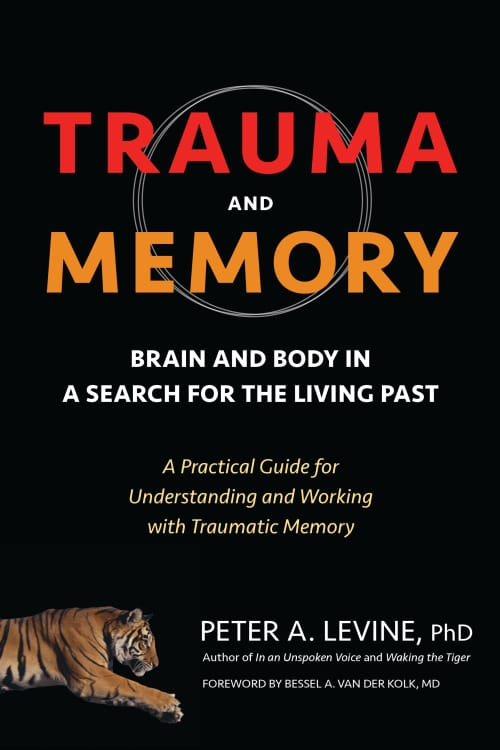 TRAUMA
AND
MEMORY
BRAIN AND BODY IN
A SEARCH FOR THE LIVING PAST
A Practical Guide for
Understanding and Working
with Traumatic Memory
PETER A. LEVINE, PhD
Author of In an Unspoken Voice and Waking the Tiger
FOREWORD BY BESSEL A. VAN DER KOLK, MD